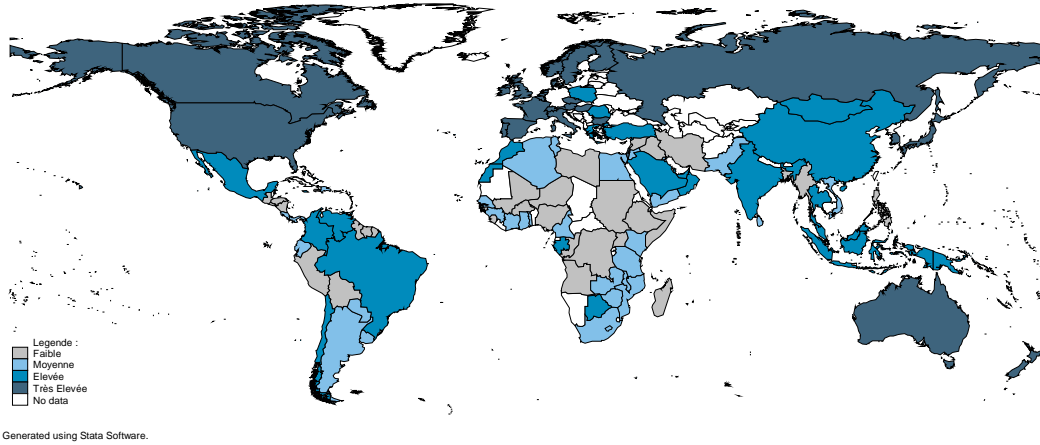 Legende :
Faible
Moyenne
Elevée
Très Elevée
No data
Generated using Stata Software.